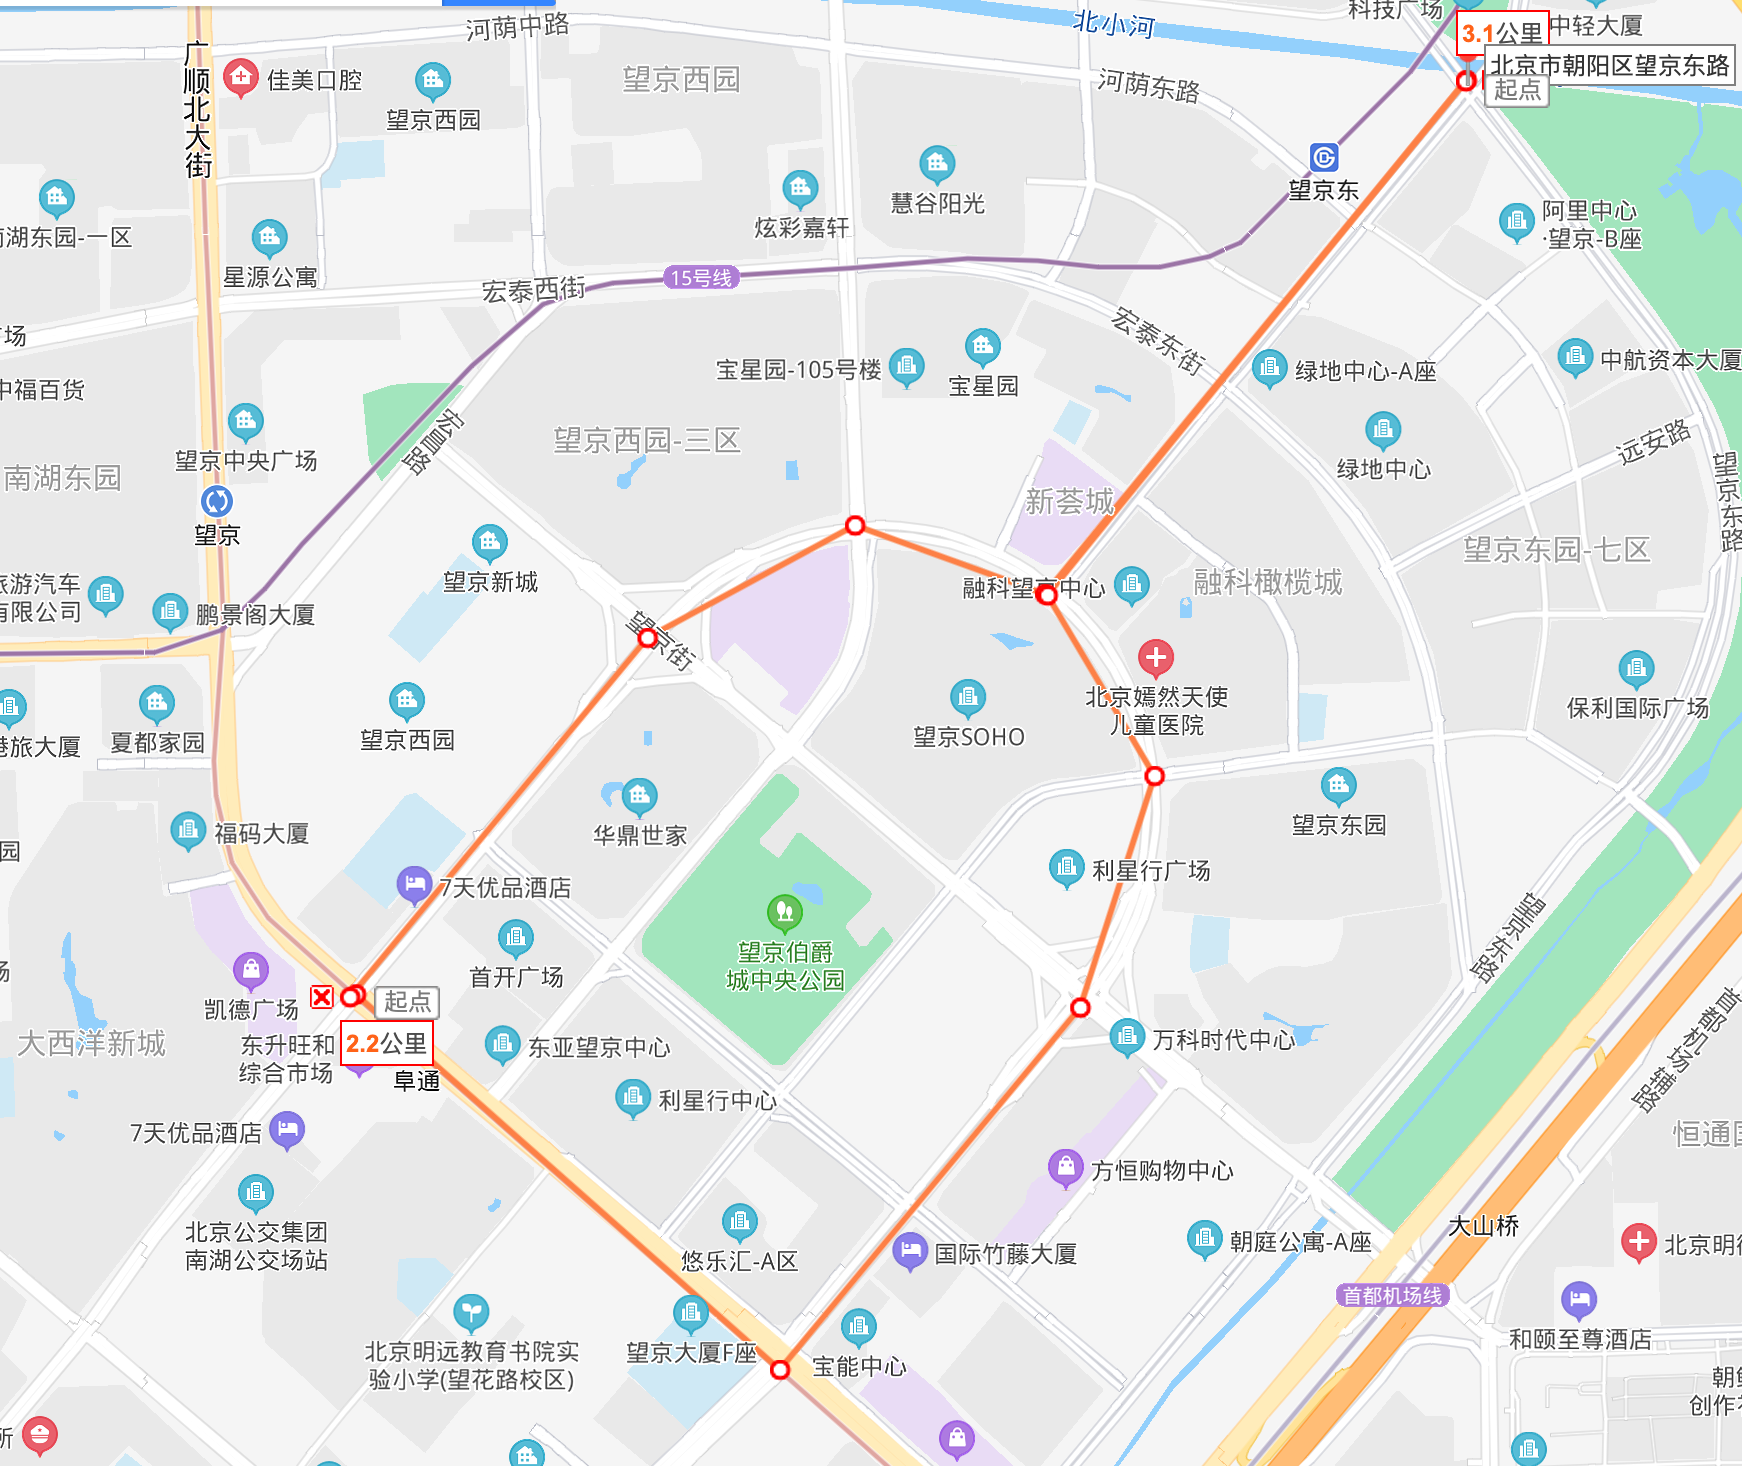 科技广场
北小河
河荫中路
中轻大厦
3.1公里
北京市朝阳区望京东路
起点
广顺北大街
佳美口腔
望京西园
望京西园
河荫东路
望京东
慧谷阳光
炫彩嘉轩
阿里中心
·望京-B座
湖东园-一区
星源公寓
15号线
宏泰西街
宏泰东街
场
中福百货
宝星园-105号楼
宝星园
绿地中心-A座
中航资本大厦
望京中央广场
宏昌路
望京西园-三区
绿地中心
远安路
望京东路
南湖东园
新荟城
望京
望京新城
望京东园-七区
旅游汽车
有限公司
鹏景阁大厦
融科望京中心
融科橄榄城
望京街
北京嫣然天使
儿童医院
保利国际广场
港旅大厦
夏都家园
望京西园
望京SOHO
福码大厦
华鼎世家
望京东园
园
7天优品酒店
利星行广场
望京东路
首开广场
望京伯爵
城中央公园
场
凯德广场
起点
大西洋新城
东升旺和
综合市场
2.2公里
阜通
东亚望京中心
万科时代中心
首都机场辅路
利星行中心
7天优品酒店
恒通
方恒购物中心
北京公交集团
南湖公交场站
悠乐汇-A区
国际竹藤大厦
朝庭公寓-A座
大山桥
首都机场线
北京明
和颐至尊酒店
北京明远教育书院实
验小学(望花路校区)
望京大厦F座
宝能中心
朝
创作
所